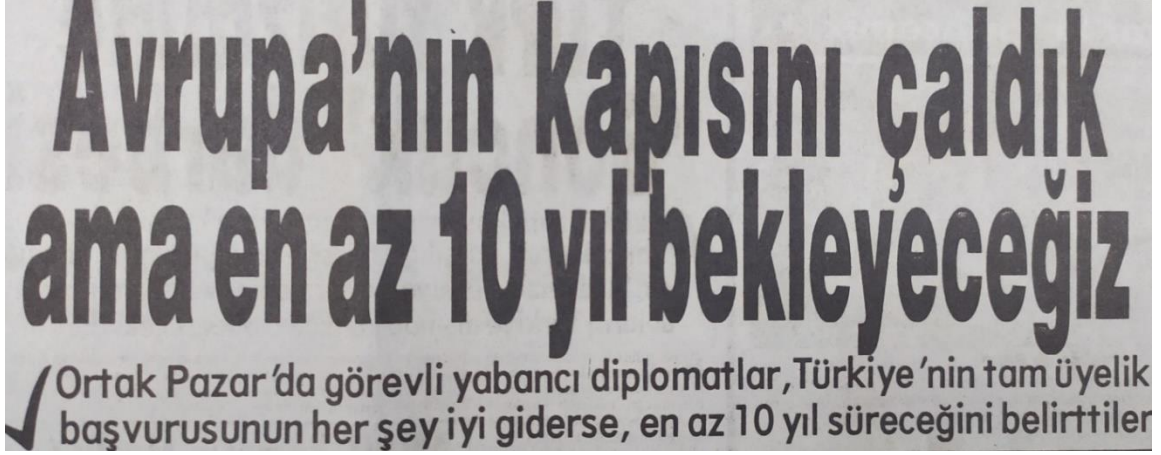 Avrupa'nın kapısını çaldık
ama en az 10 yıl bekleyeceğiz
✓ Ortak Pazar'da görevli yabancı diplomatlar, Türkiye'nin tam üyelik
başvurusunun her şey iyi giderse, en az 10 yıl süreceğini belirttiler